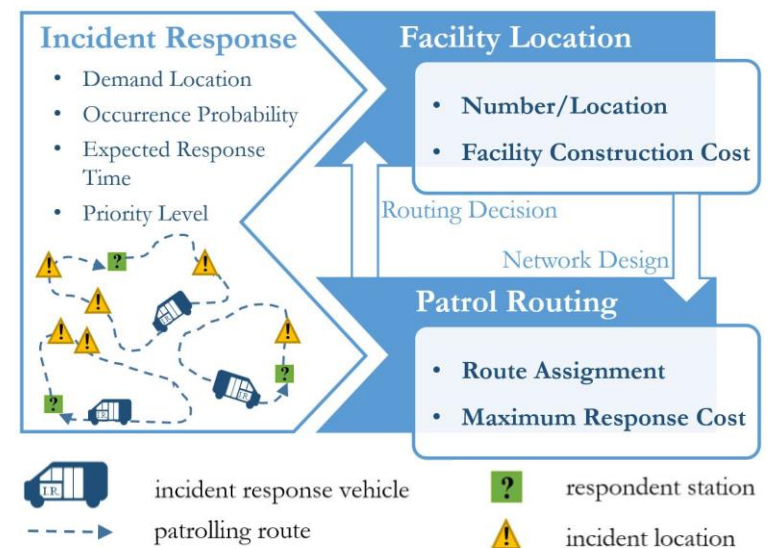 Incident Response
• Demand Location
• Occurrence Probability
• Expected Response
Time
• Priority Level
Facility Location
• Number/Location
• Facility Construction Cost
Routing Decision
Network Design
Patrol Routing
• Route Assignment
• Maximum Response Cost
! ? ! ! ! ! ! ? ?
I.R.
I.R.
I.R.
I.R. incident response vehicle
patrolling route
? respondent station
! incident location